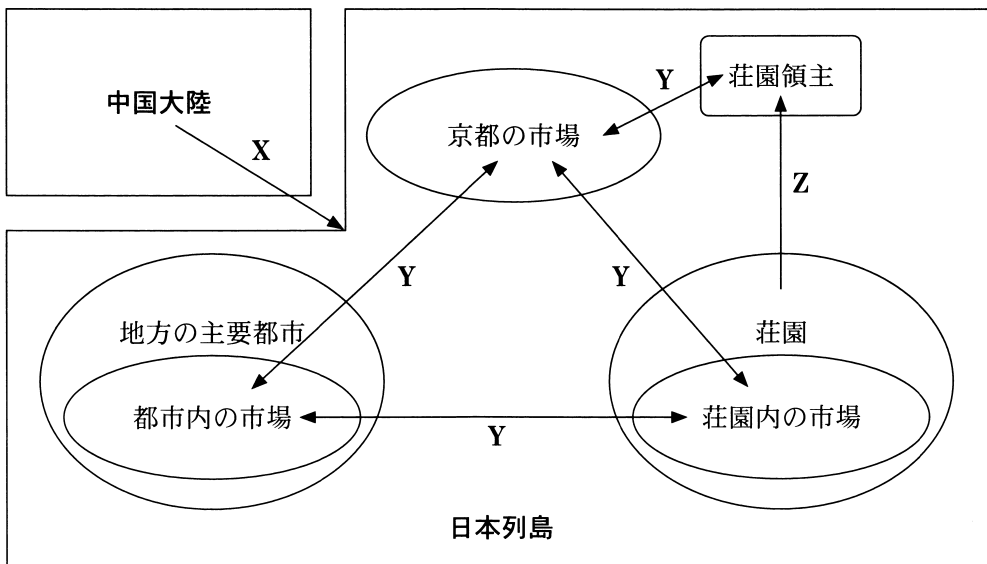 中国大陸
X
荘園領主
Y
京都の市場
Z
Y
Y
地方の主要都市
荘園
都市内の市場
荘園内の市場
Y
日本列島